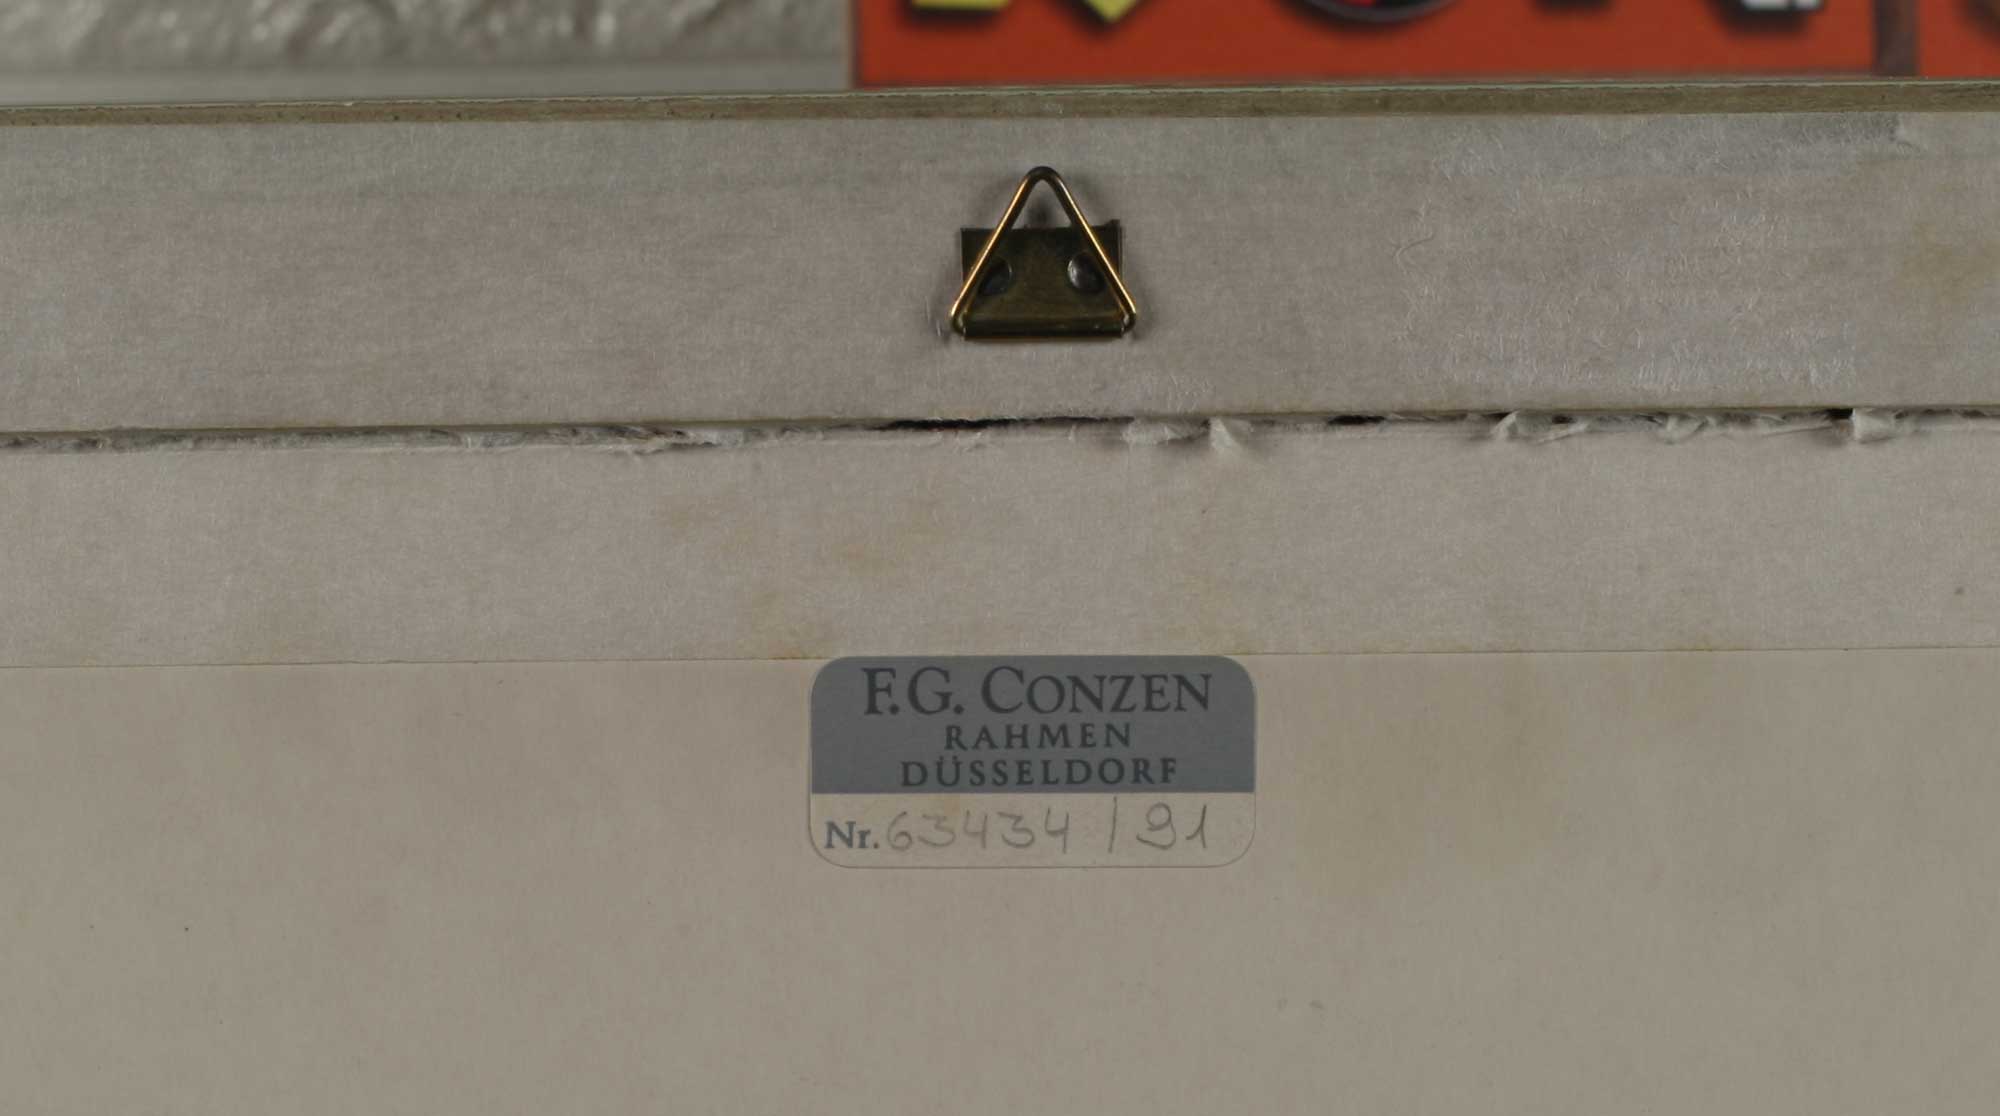 F.G. CONZEN
RAHMEN
DÜSSELDORF
Nr. 63434 / 91